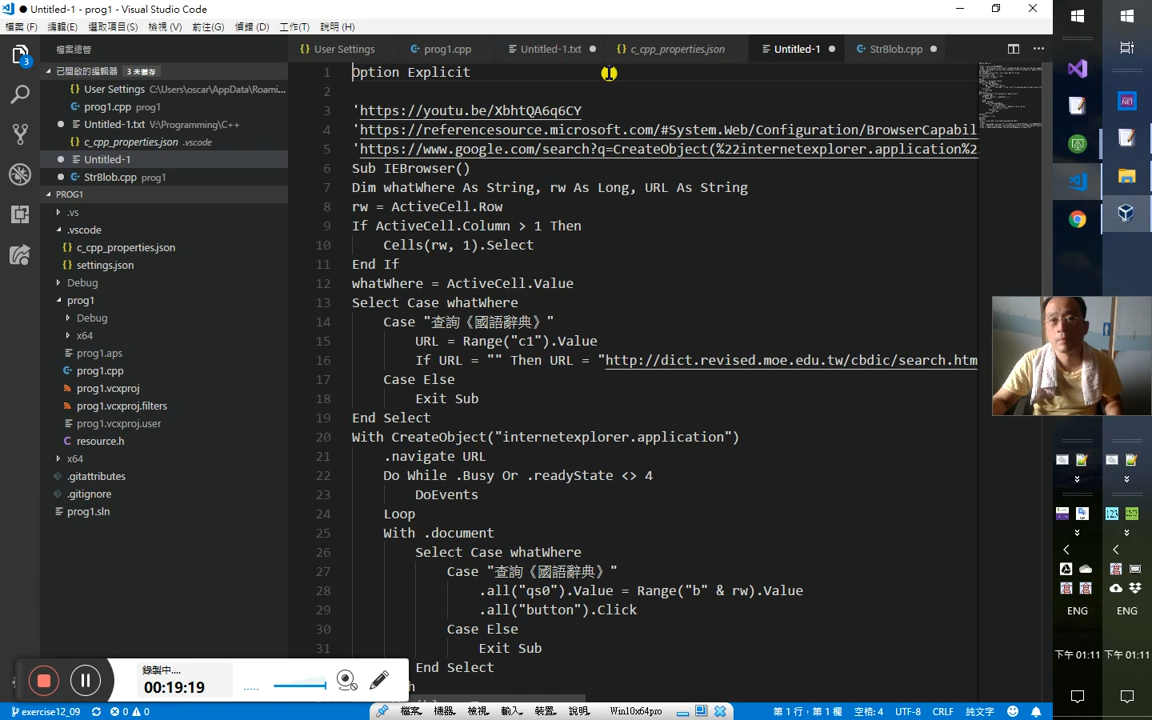 Untitled-1 - prog1 - Visual Studio Code
檔案 (F) 編輯(E) 選取項目(S) 檢視 (V) 前往(G) 偵錯 (D) 工作(T) 說明 (H)
檔案總管
User Settings
prog1.cpp
Untitled-1.txt
c_cpp_properties.json
Untitled-1
StrBlob.cpp
3
已開啟的編輯器 3 未儲存
User Settings C:\Users\oscar\AppData\Roami...
prog1.cpp prog1
Untitled-1.txt V:\Programming\C++
c_cpp_properties.json .vscode
Untitled-1
StrBlob.cpp prog1
PROG1
.vs
.vscode
c_cpp_properties.json
settings.json
Debug
prog1
Debug
x64
prog1.aps
prog1.cpp
prog1.vcxproj
prog1.vcxproj.filters
prog1.vcxproj.user
resource.h
x64
.gitattributes
.gitignore
prog1.sln
1 Option Explicit
2
3 'https://youtu.be/XbhtQA6q6CY
4 'https://referencesource.microsoft.com/#System.Web/Configuration/BrowserCapabil
5 'https://www.google.com/search?q=CreateObject(%22internetexplorer.application%2
6 Sub IEBrowser()
7 Dim whatWhere As String, rw As Long, URL As String
8 rw = ActiveCell.Row
9 If ActiveCell.Column > 1 Then
10 Cells(rw, 1).Select
11 End If
12 whatWhere = ActiveCell.Value
13 Select Case whatWhere
14 Case "查詢《國語辭典》"
15 URL = Range("c1").Value
16 If URL = "" Then URL = "http://dict.revised.moe.edu.tw/cbdic/search.htm
17 Case Else
18 Exit Sub
19 End Select
20 With CreateObject("internetexplorer.application")
21 .navigate URL
22 Do While .Busy Or .readyState <> 4
23 DoEvents
24 Loop
25 With .document
26 Select Case whatWhere
27 Case "查詢《國語辭典》"
28 .all("qs0").Value = Range("b" & rw).Value
29 .all("button").Click
30 Case Else
31 Exit Sub
End Select
錄製中....
00:19:19
exercise12_09 0 0
檔案 機器 檢視 輸入 裝置 說明 Win10x64pro
第 1 行，第 1 欄 空格: 4 UTF-8 CRLF 純文字
.NET
ENG ENG
下午 01:11 下午 01:11